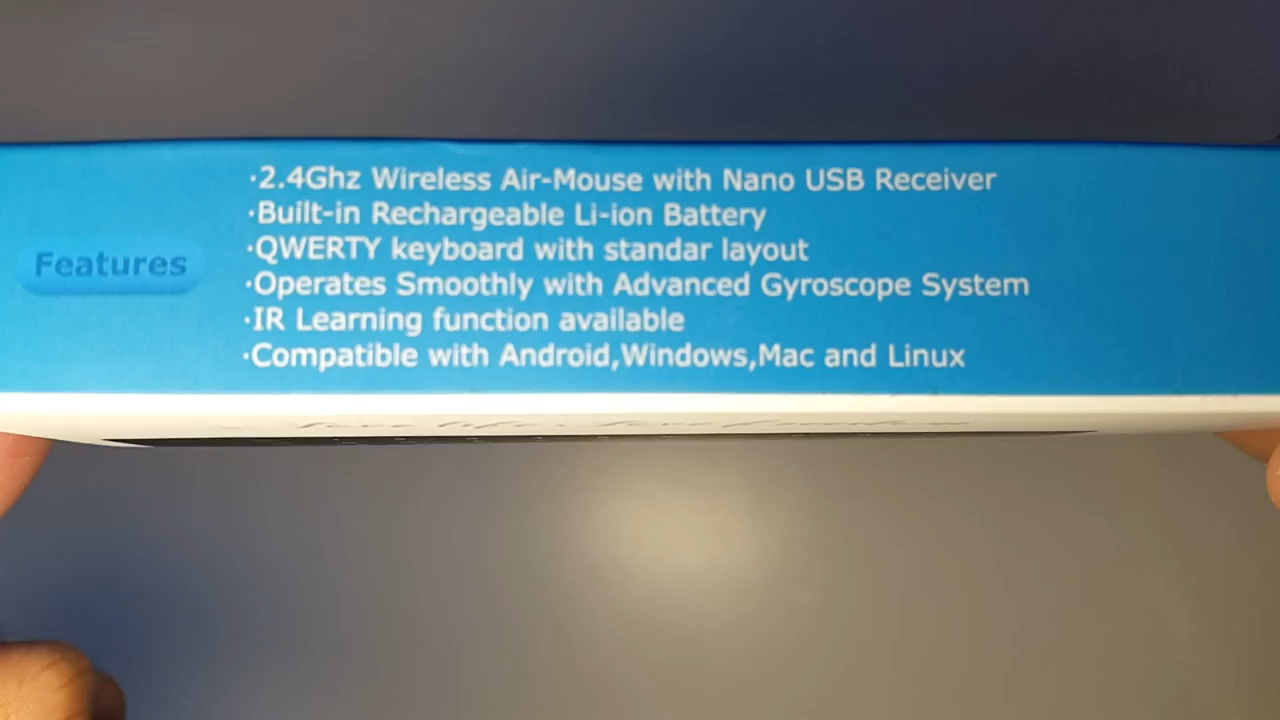 Features
·2.4Ghz Wireless Air-Mouse with Nano USB Receiver
·Built-in Rechargeable Li-ion Battery
·QWERTY keyboard with standar layout
·Operates Smoothly with Advanced Gyroscope System
·IR Learning function available
·Compatible with Android,Windows,Mac and Linux